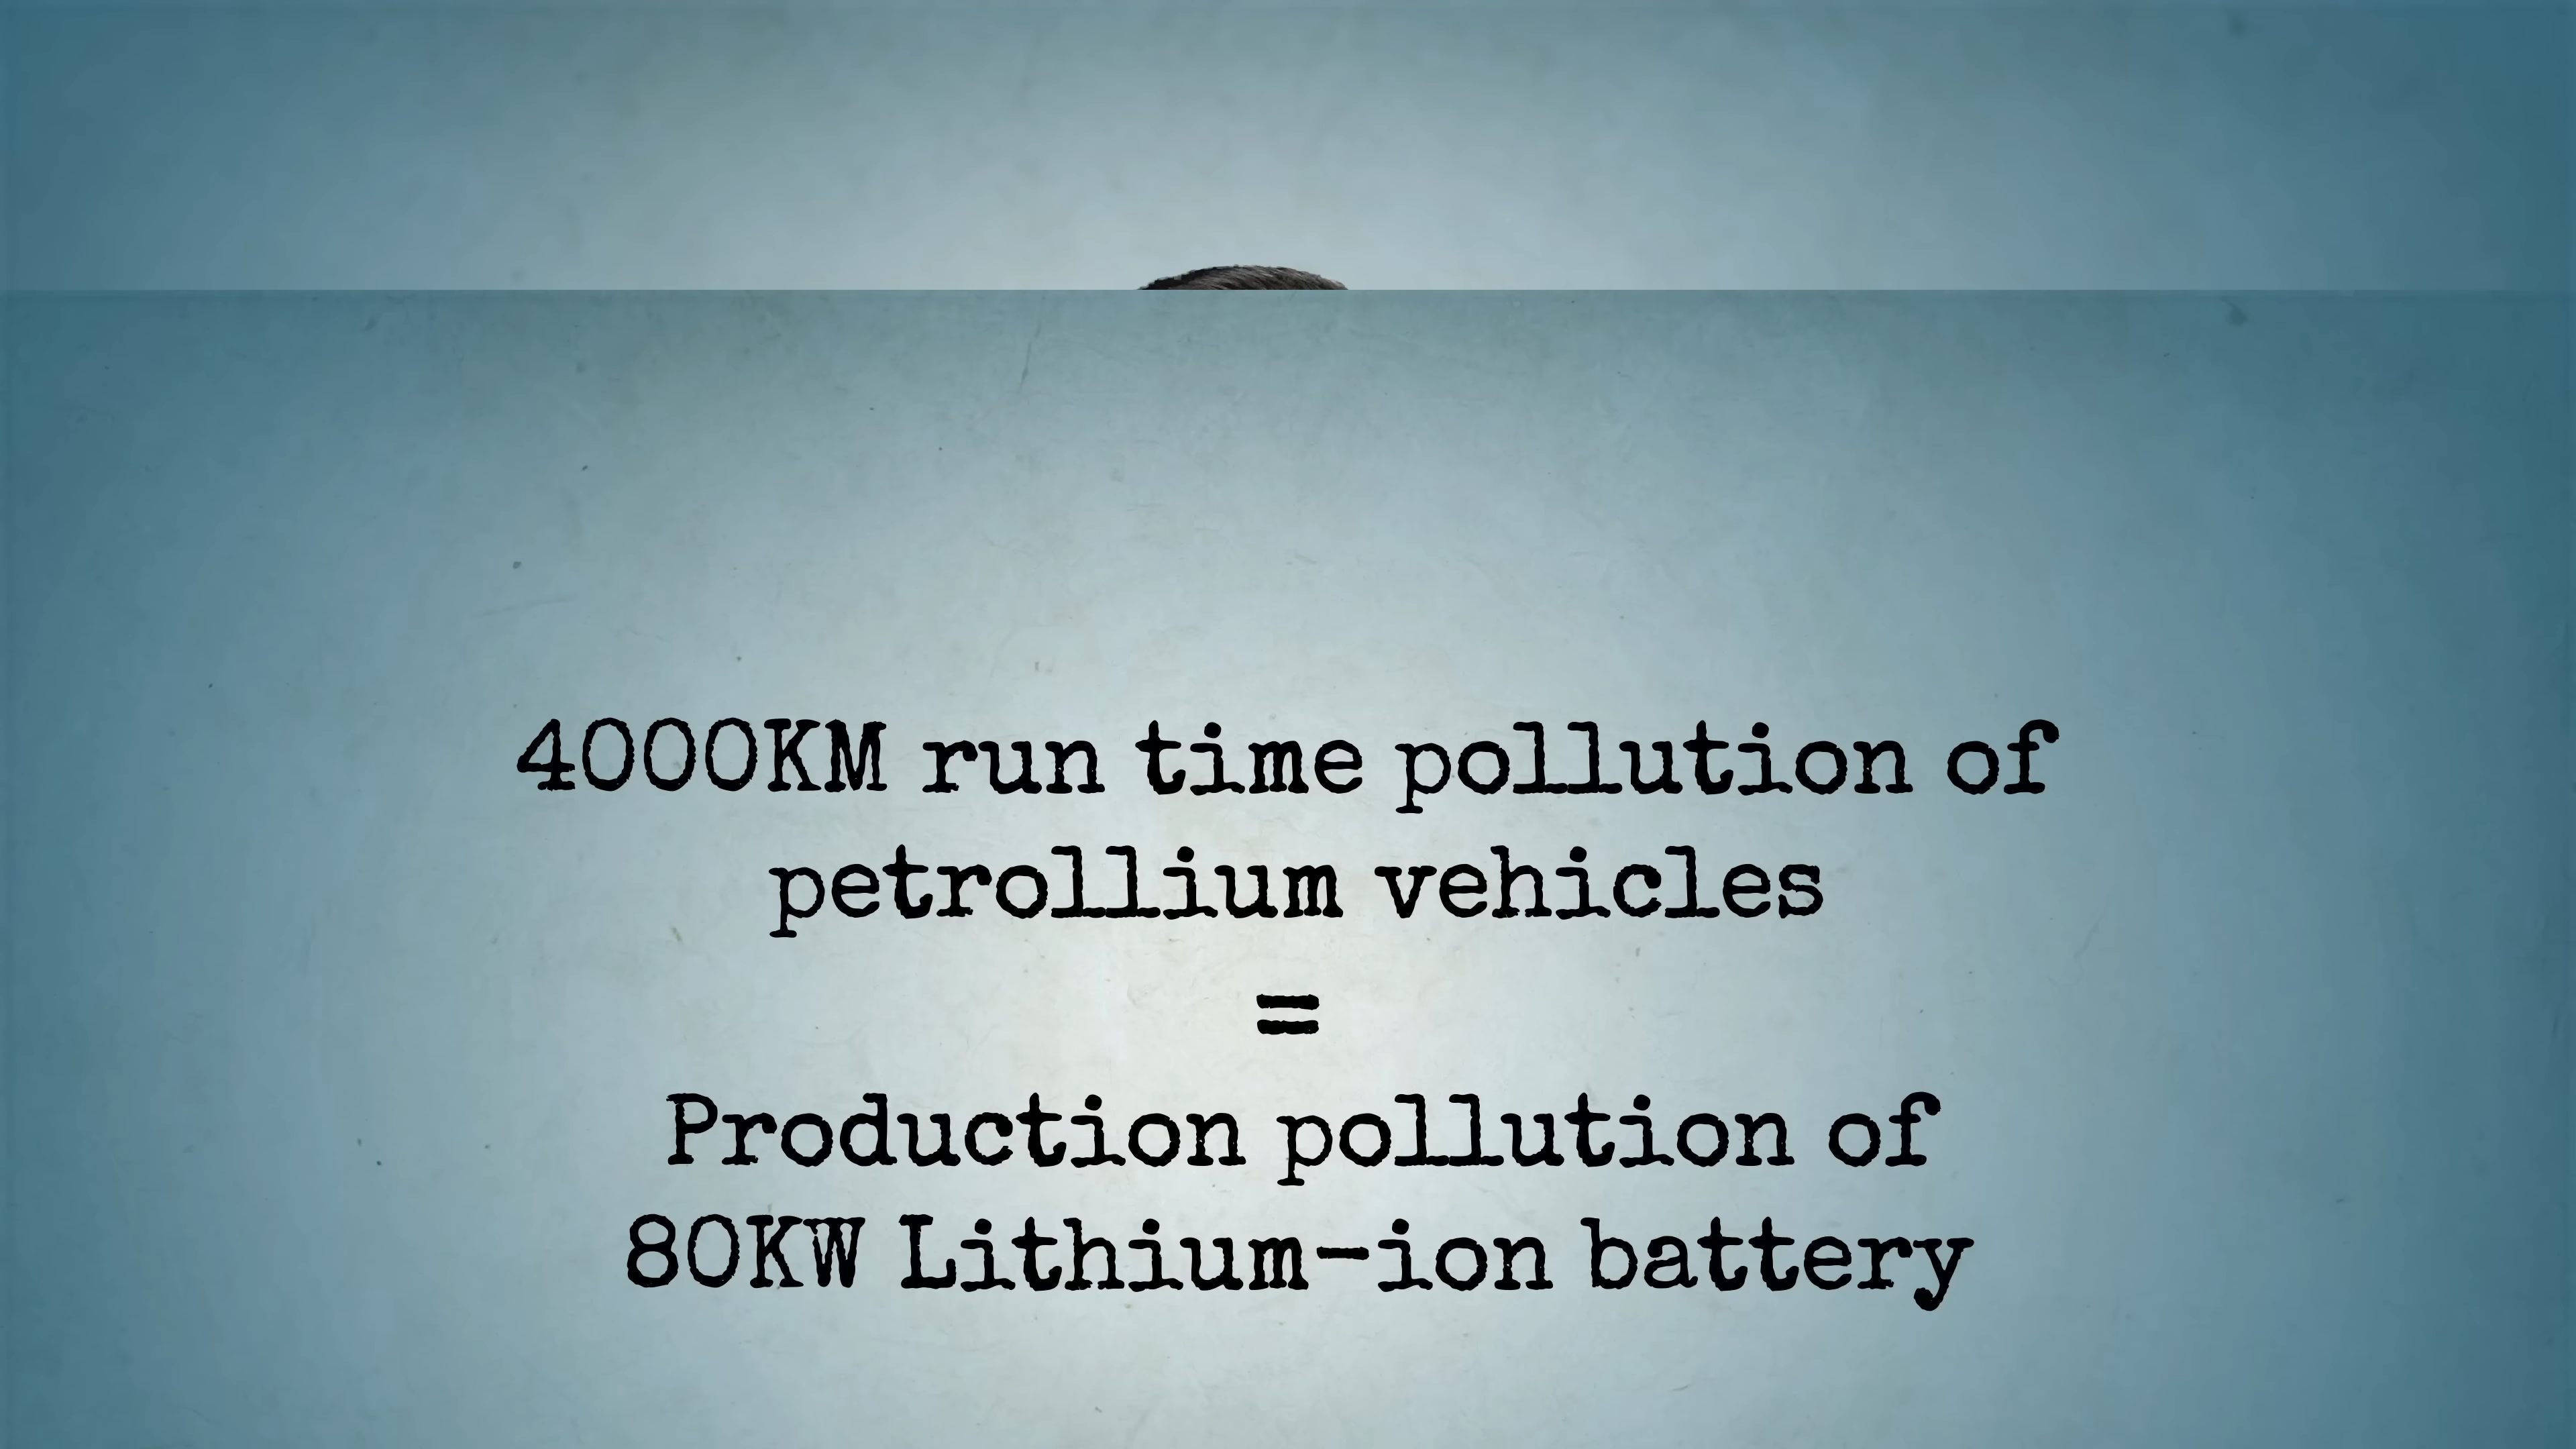 4000KM run time pollution of
petrollium vehicles
=
Production pollution of
80KW Lithium-ion battery